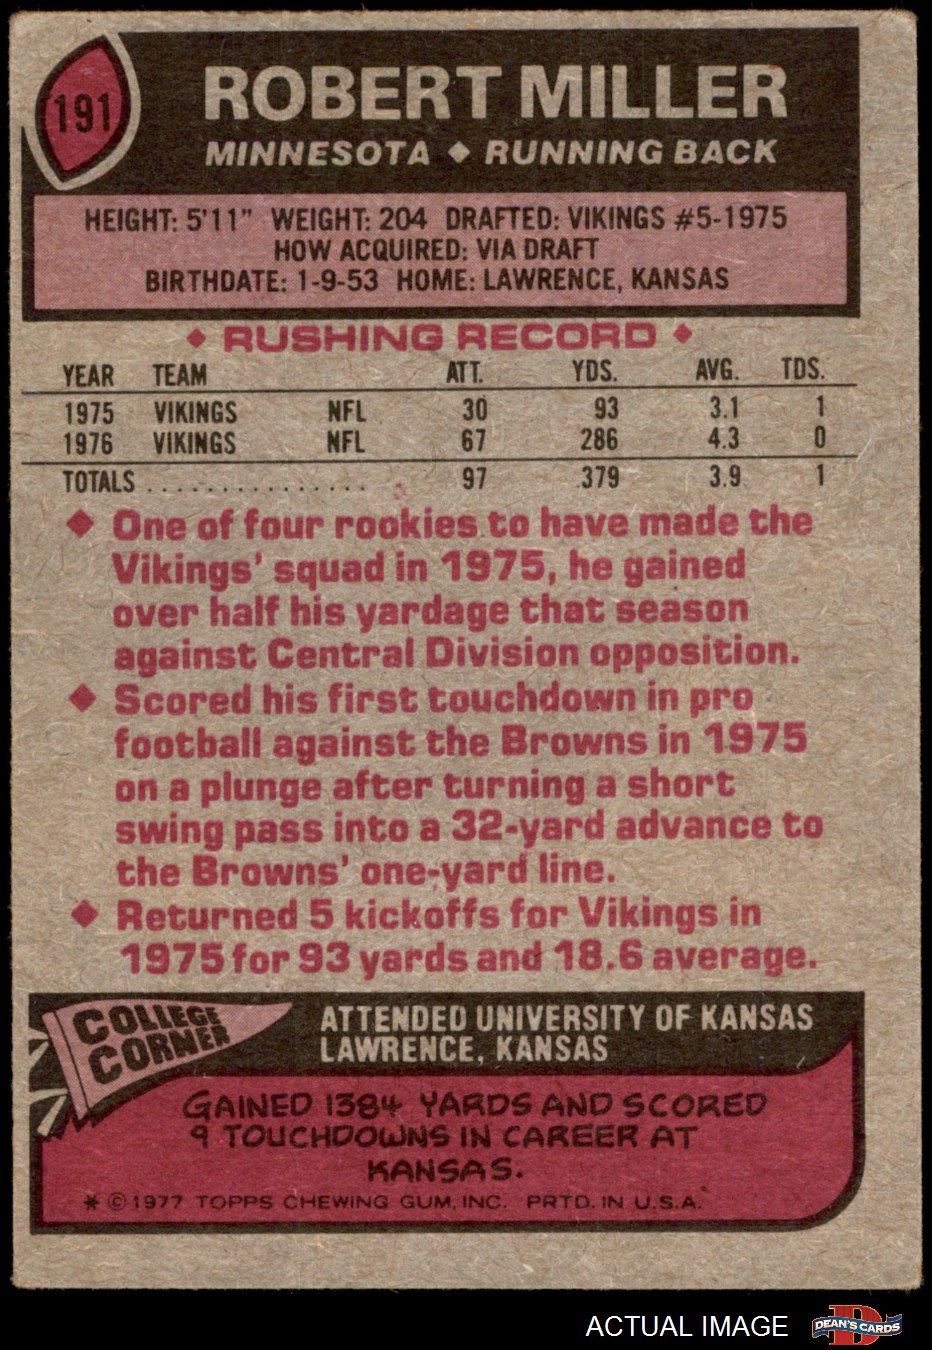 191
ROBERT MILLER
MINNESOTA ◆ RUNNING BACK
HEIGHT: 5'11" WEIGHT: 204 DRAFTED: VIKINGS #5-1975
HOW ACQUIRED: VIA DRAFT
BIRTHDATE: 1-9-53 HOME: LAWRENCE, KANSAS
◆ RUSHING RECORD ◆
YEAR TEAM ATT. YDS. AVG. TDS.
1975 VIKINGS NFL 30 93 3.1 1
1976 VIKINGS NFL 67 286 4.3 0
TOTALS ................ 97 379 3.9 1
◆ One of four rookies to have made the
Vikings' squad in 1975, he gained
over half his yardage that season
against Central Division opposition.
◆ Scored his first touchdown in pro
football against the Browns in 1975
on a plunge after turning a short
swing pass into a 32-yard advance to
the Browns' one-yard line.
◆ Returned 5 kickoffs for Vikings in
1975 for 93 yards and 18.6 average.
COLLEGE
CORNER
ATTENDED UNIVERSITY OF KANSAS
LAWRENCE, KANSAS
GAINED 1384 YARDS AND SCORED
9 TOUCHDOWNS IN CAREER AT
KANSAS.
* © 1977 TOPPS CHEWING GUM, INC. PRTD. IN U.S.A.
ACTUAL IMAGE
D
DEAN'S CARDS